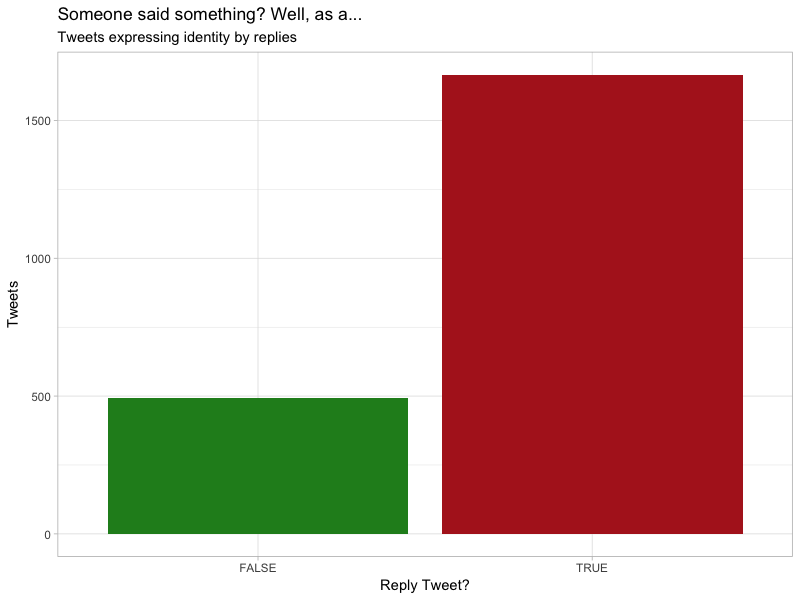 Someone said something? Well, as a...
Tweets expressing identity by replies
1500
1000
500
0
Tweets
FALSE
TRUE
Reply Tweet?